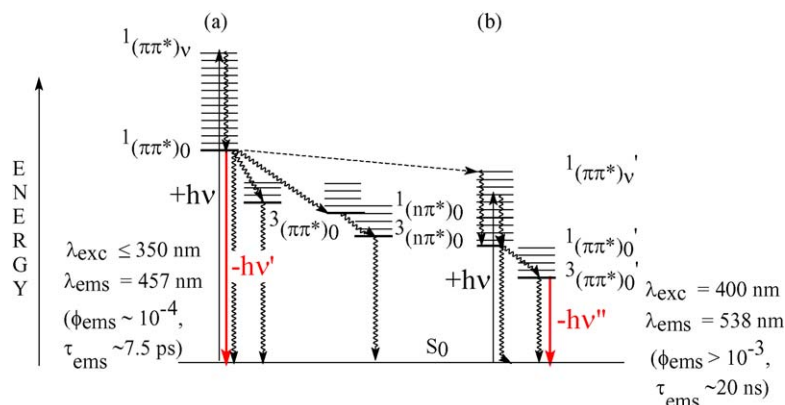 (a)
(b)
¹(ππ*)ν
¹(ππ*)0
+hν
³(ππ*)0
¹(nπ*)0
³(nπ*)0
¹(ππ*)ν'
¹(ππ*)0'
³(ππ*)0'
ENERGY
λexc ≤ 350 nm
λems = 457 nm
(ϕems ~ 10⁻⁴,
τems ~7.5 ps)
-hν'
S0
+hν
-hν"
λexc = 400 nm
λems = 538 nm
(ϕems > 10⁻³,
τems ~20 ns)